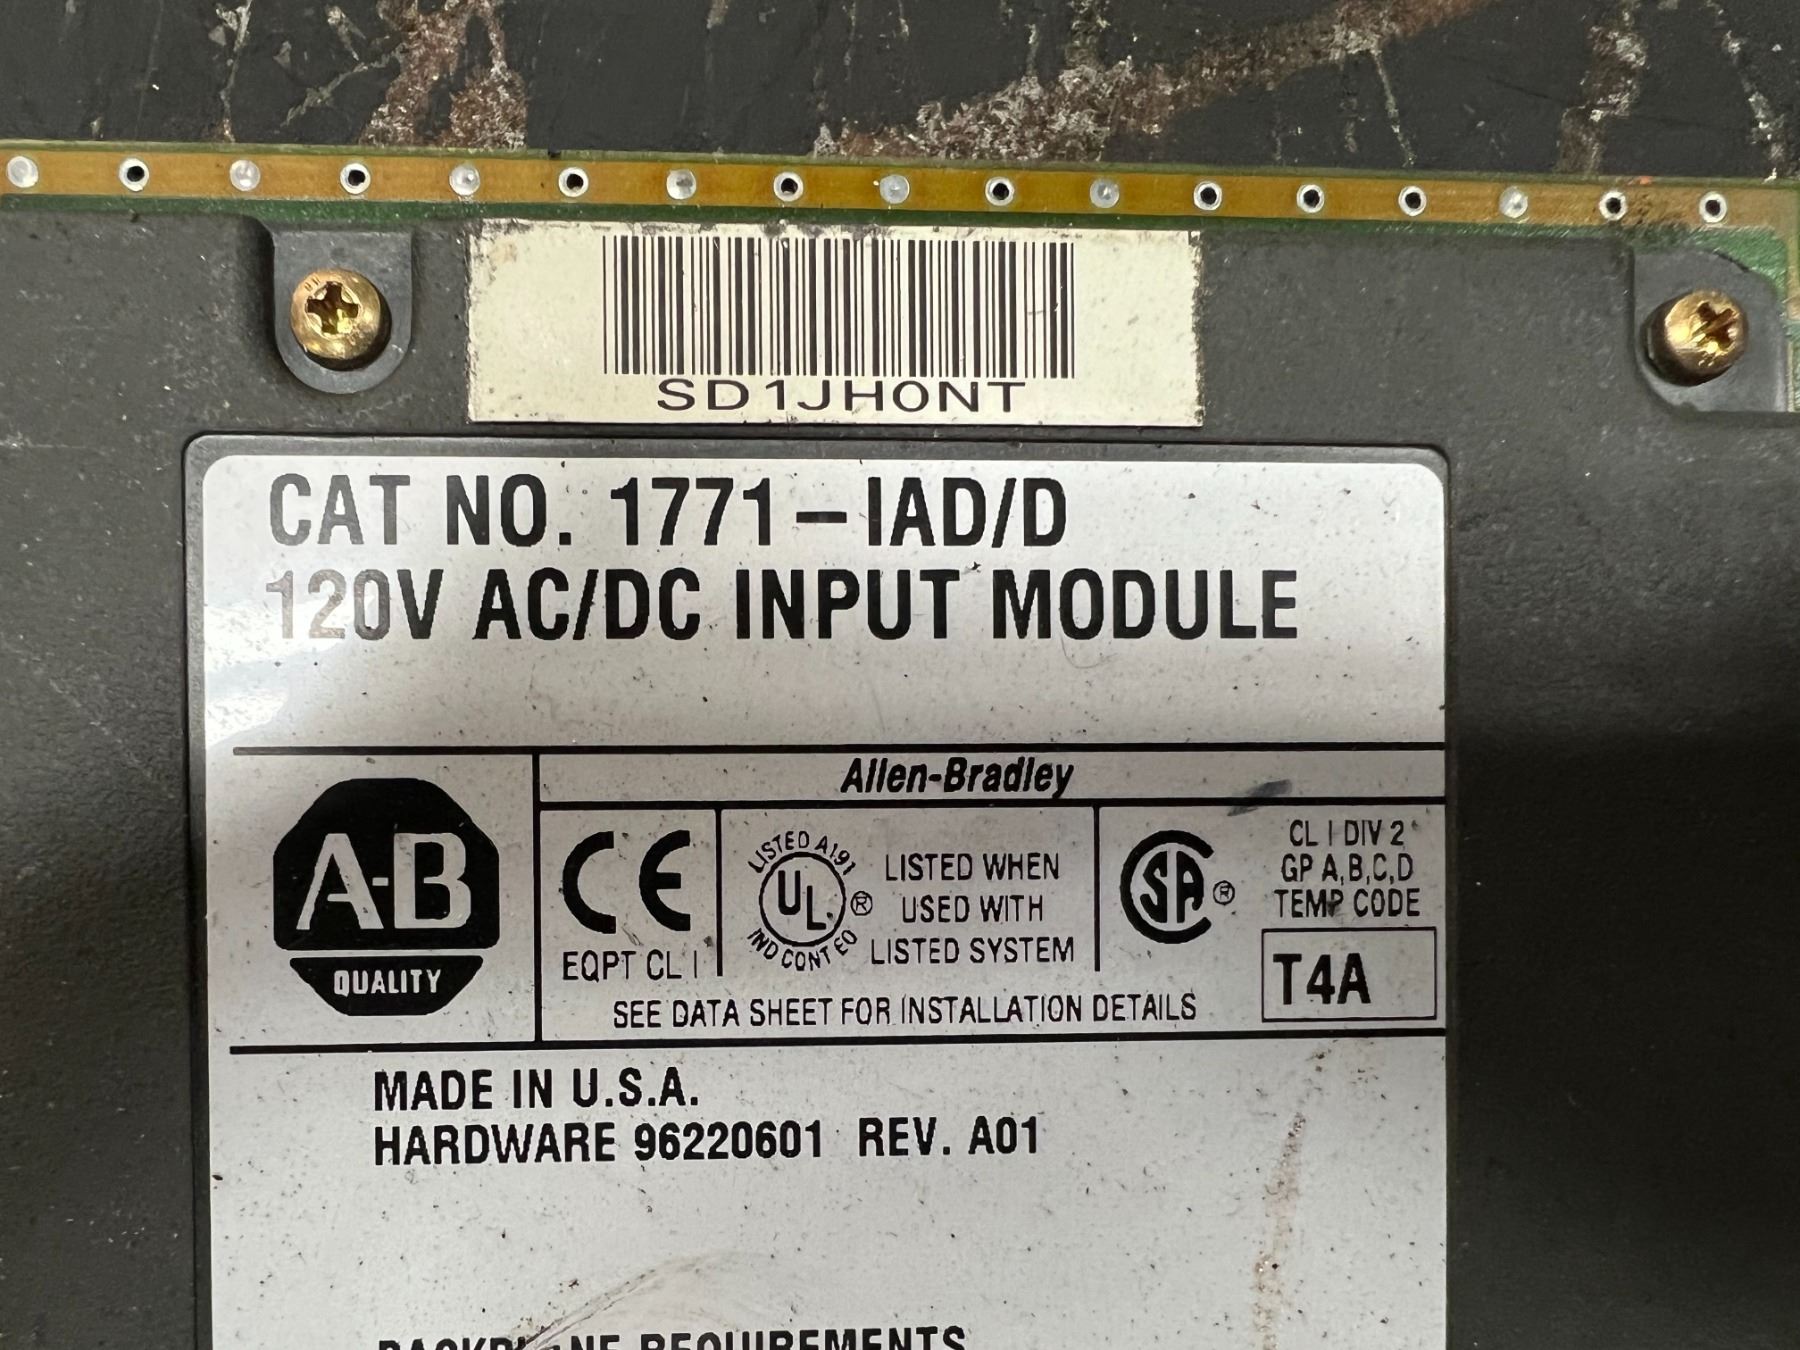 SD1JH0NT
CAT NO. 1771-IAD/D
120V AC/DC INPUT MODULE
Allen-Bradley
A-B
QUALITY
CE
EQPT CL I
LISTED A191
UL ®
IND CONT EQ
LISTED WHEN
USED WITH
LISTED SYSTEM
SA ®
CL I DIV 2
GP A,B,C,D
TEMP CODE
T4A
SEE DATA SHEET FOR INSTALLATION DETAILS
MADE IN U.S.A.
HARDWARE 96220601 REV. A01
REQUIREMENTS